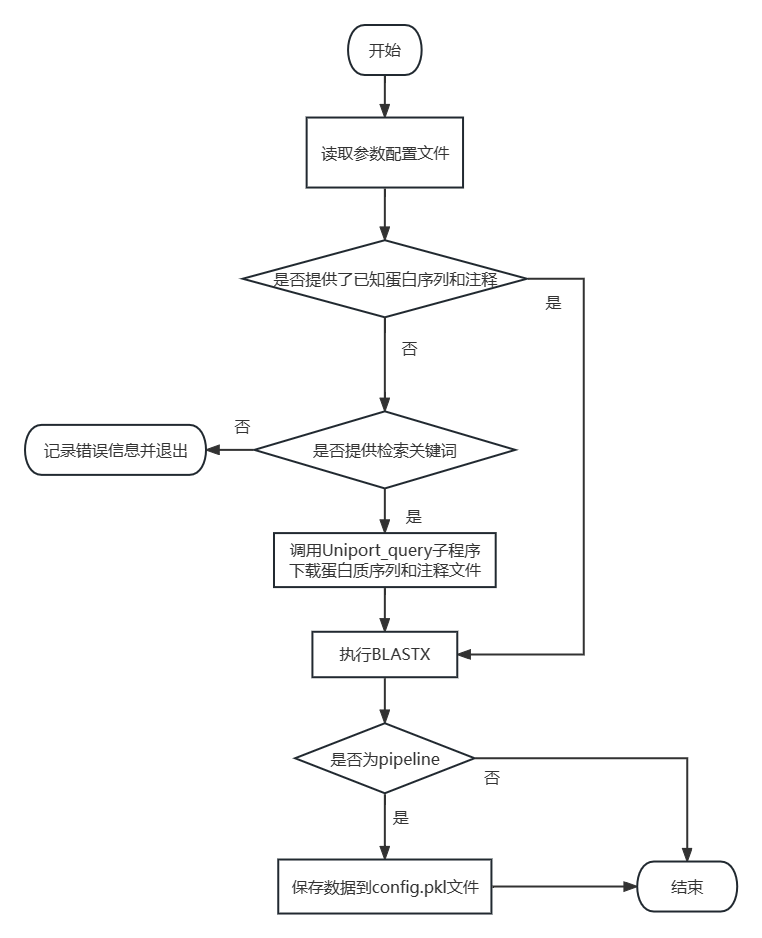 开始
读取参数配置文件
是否提供了已知蛋白序列和注释
是
否
否
记录错误信息并退出
是否提供检索关键词
是
调用Uniport_query子程序
下载蛋白质序列和注释文件
执行BLASTX
是否为pipeline
否
是
保存数据到config.pkl文件
结束